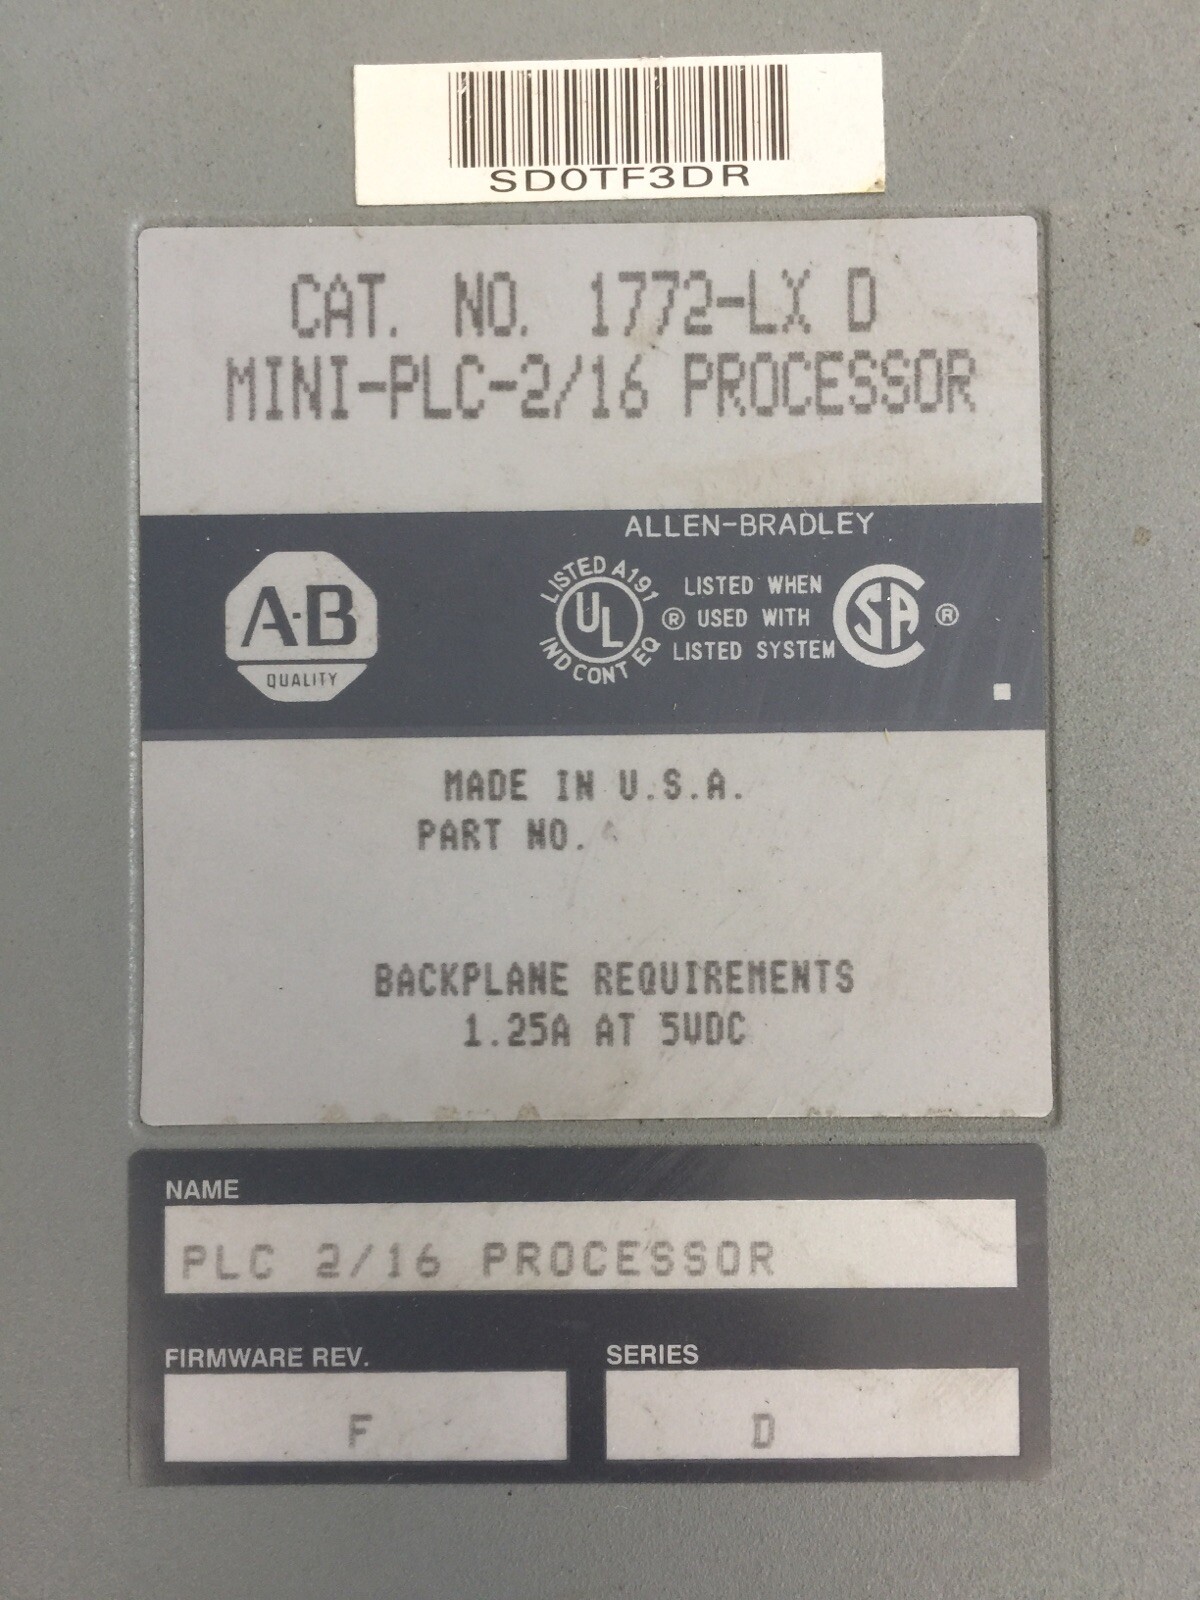 SD0TF3DR
CAT. NO. 1772-LX D
MINI-PLC-2/16 PROCESSOR
ALLEN-BRADLEY
A-B
QUALITY
LISTED A191
UL
IND CONT EQ
®
LISTED WHEN
USED WITH
LISTED SYSTEM
SA
®
MADE IN U.S.A.
PART NO.
BACKPLANE REQUIREMENTS
1.25A AT 5VDC
NAME
PLC 2/16 PROCESSOR
FIRMWARE REV.
F
SERIES
D